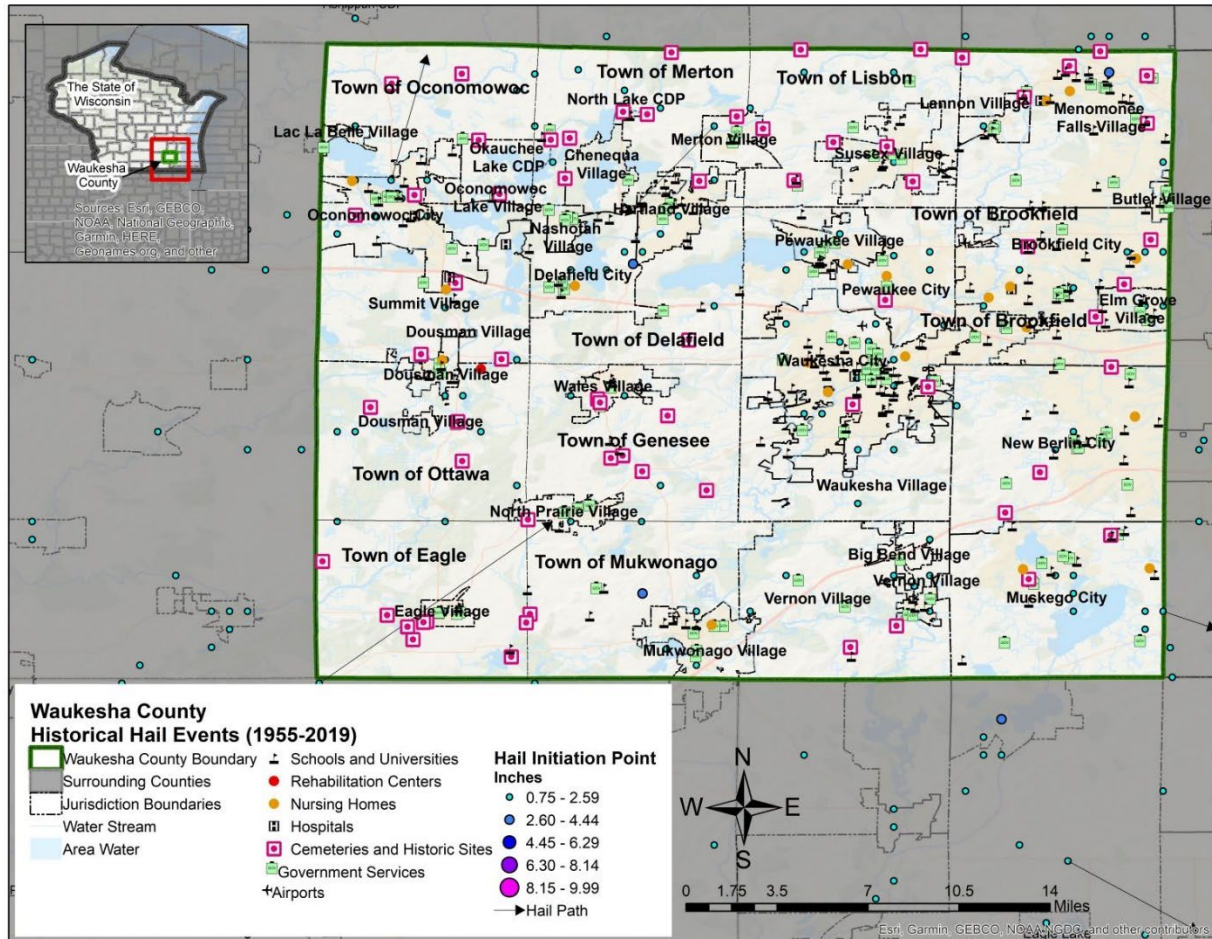 Ashippun CDP
The State of
Wisconsin
Waukesha
County
Sources: Esri, GEBCO,
NOAA, National Geographic,
Garmin, HERE,
Geonames.org, and other
Town of Oconomowoc
Town of Merton
Town of Lisbon
North Lake CDP
Lannon Village
Menomonee
Falls Village
Lac La Belle Village
Okauchee
Lake CDP
Chenequa
Village
Merton Village
Sussex Village
Oconomowoc
Lake Village
Butler Village
Oconomowoc City
Hartland Village
Town of Brookfield
Nashotah
Village
Pewaukee Village
Brookfield City
Delafield City
Summit Village
Pewaukee City
Elm Grove
Village
Dousman Village
Town of Delafield
Town of Brookfield
Waukesha City
Dousman Village
Wales Village
Dousman Village
Town of Genesee
New Berlin City
Town of Ottawa
Waukesha Village
North Prairie Village
Town of Eagle
Town of Mukwonago
Big Bend Village
Vernon Village
Vernon Village
Muskego City
Eagle Village
Mukwonago Village
Waukesha County
Historical Hail Events (1955-2019)
Waukesha County Boundary
Surrounding Counties
Jurisdiction Boundaries
Water Stream
Area Water
Schools and Universities
Rehabilitation Centers
Nursing Homes
Hospitals
Cemeteries and Historic Sites
Government Services
Airports
Hail Initiation Point
Inches
0.75 - 2.59
2.60 - 4.44
4.45 - 6.29
6.30 - 8.14
8.15 - 9.99
Hail Path
N
W E
S
0 1.75 3.5 7 10.5 14
Miles
Eagle Lake
Esri, Garmin, GEBCO, NOAA NGDC, and other contributors